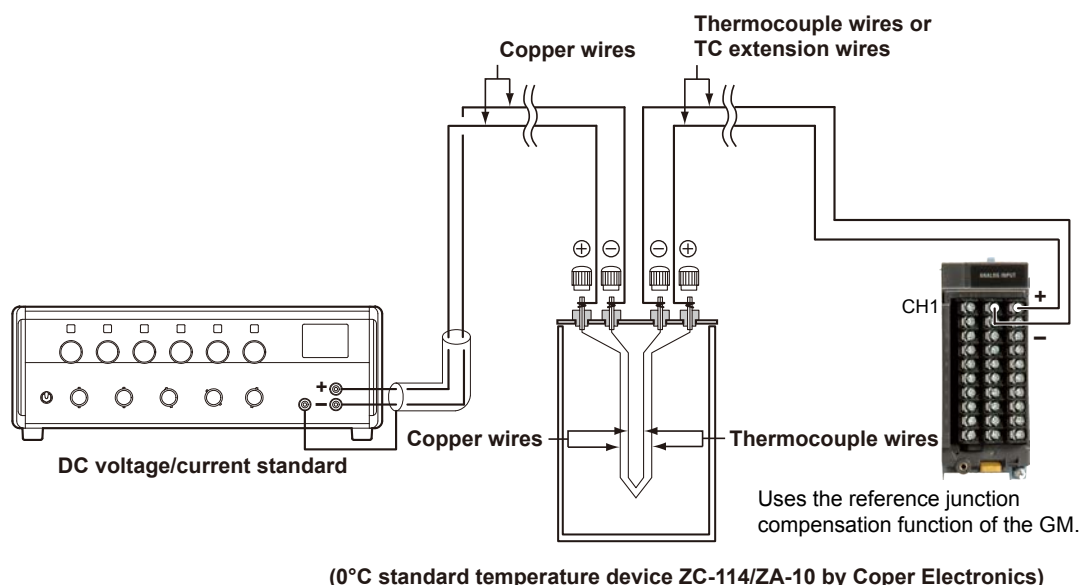 Thermocouple wires or
TC extension wires
Copper wires
⊕ ⊖ ⊖ ⊕
ANALOG INPUT
CH1
+
−
+
−
Copper wires
Thermocouple wires
DC voltage/current standard
Uses the reference junction
compensation function of the GM.
(0°C standard temperature device ZC-114/ZA-10 by Coper Electronics)